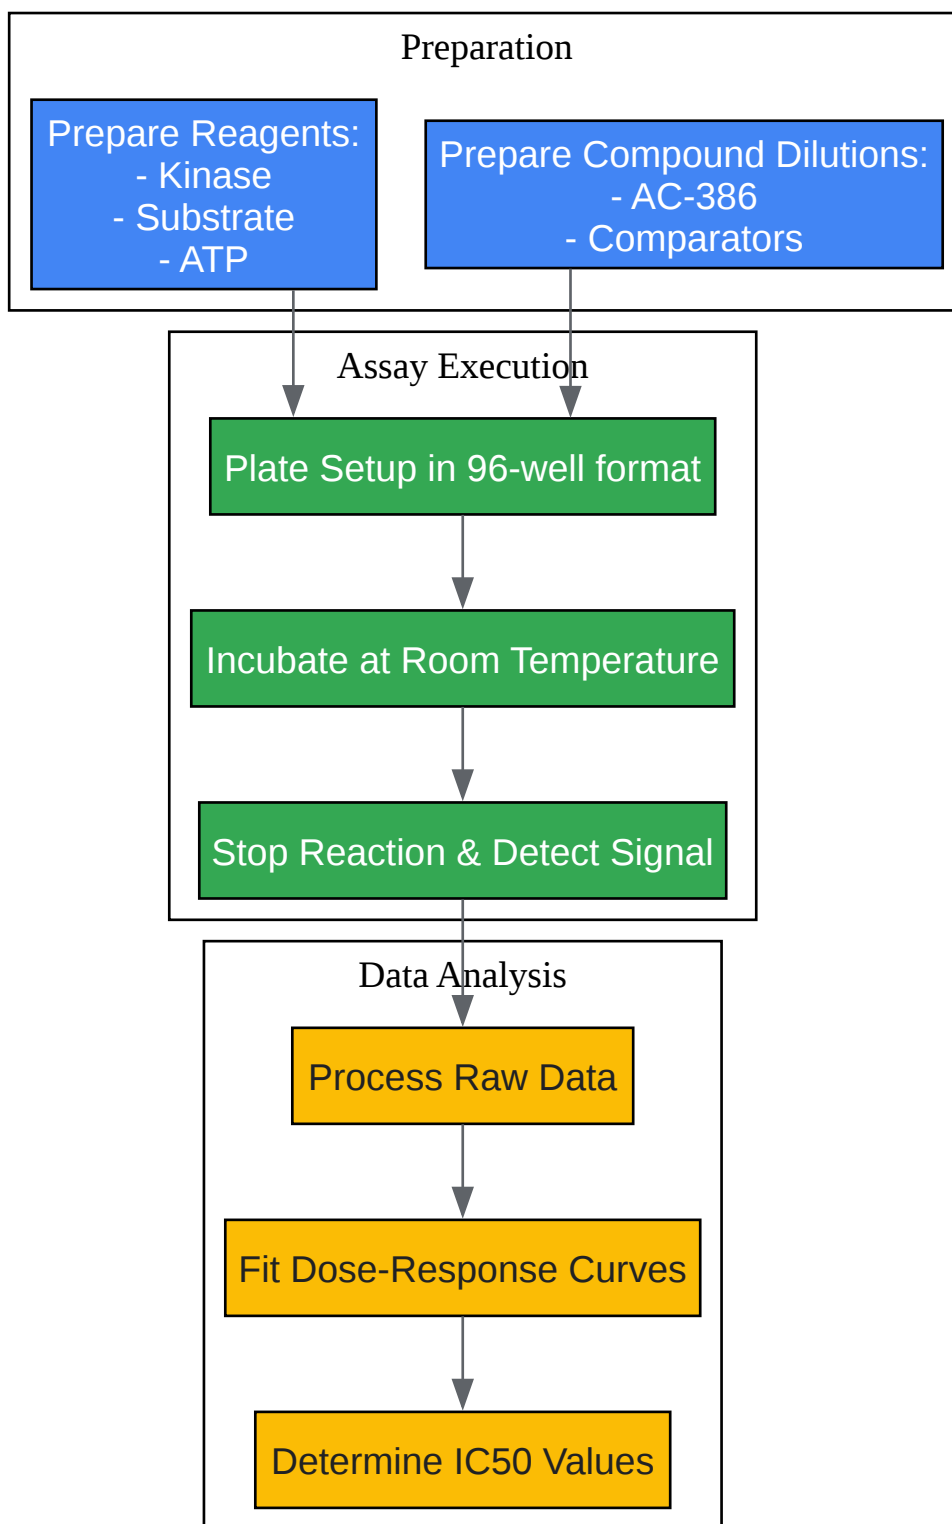 Preparation
Prepare Reagents:
- Kinase
- Substrate
- ATP
Prepare Compound Dilutions:
- AC-386
- Comparators
Assay Execution
Plate Setup in 96-well format
Incubate at Room Temperature
Stop Reaction & Detect Signal
Data Analysis
Process Raw Data
Fit Dose-Response Curves
Determine IC50 Values